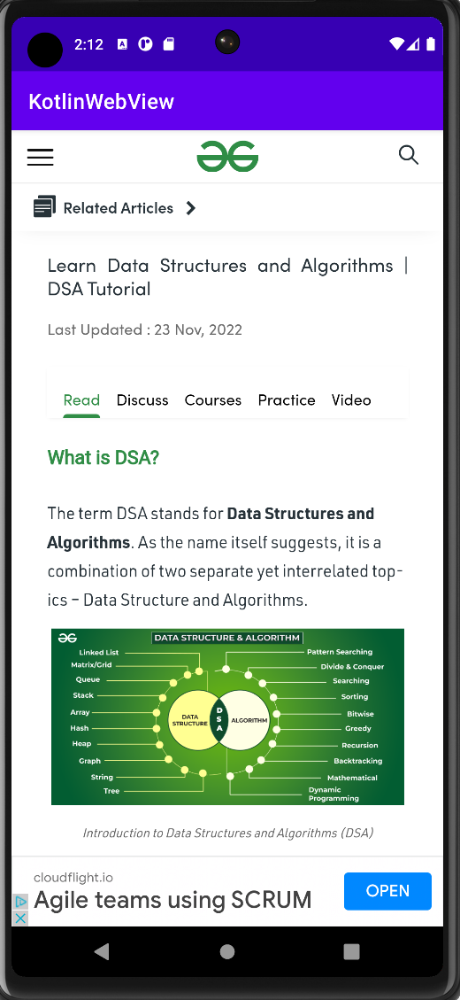 2:12
KotlinWebView
Related Articles
Learn Data Structures and Algorithms |
DSA Tutorial
Last Updated : 23 Nov, 2022
Read Discuss Courses Practice Video
What is DSA?
The term DSA stands for Data Structures and
Algorithms. As the name itself suggests, it is a
combination of two separate yet interrelated top-
ics – Data Structure and Algorithms.
DATA STRUCTURE & ALGORITHM
Linked List
Matrix/Grid
Queue
Stack
Array
Hash
Heap
Graph
String
Tree
DATA
STRUCTURE
D
S
A
ALGORITHM
Pattern Searching
Divide & Conquer
Searching
Sorting
Bitwise
Greedy
Recursion
Backtracking
Mathematical
Dynamic
Programming
Introduction to Data Structures and Algorithms (DSA)
cloudflight.io
Agile teams using SCRUM
OPEN